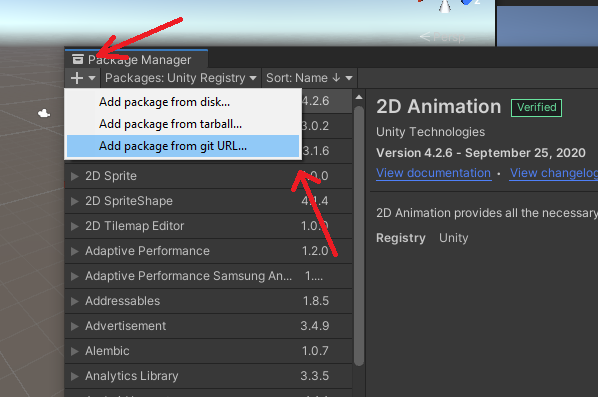 Persp
Package Manager
+ Packages: Unity Registry Sort: Name ↓
Add package from disk... 4.2.6
Add package from tarball... 3.0.2
Add package from git URL... 3.1.6
2D Sprite 1.0.0
2D SpriteShape 4.1.4
2D Tilemap Editor 1.0.0
Adaptive Performance 1.2.0
Adaptive Performance Samsung An... 1....
Addressables 1.8.5
Advertisement 3.4.9
Alembic 1.0.7
Analytics Library 3.3.5
2D Animation Verified
Unity Technologies
Version 4.2.6 - September 25, 2020
View documentation • View changelog
2D Animation provides all the necessary
Registry Unity